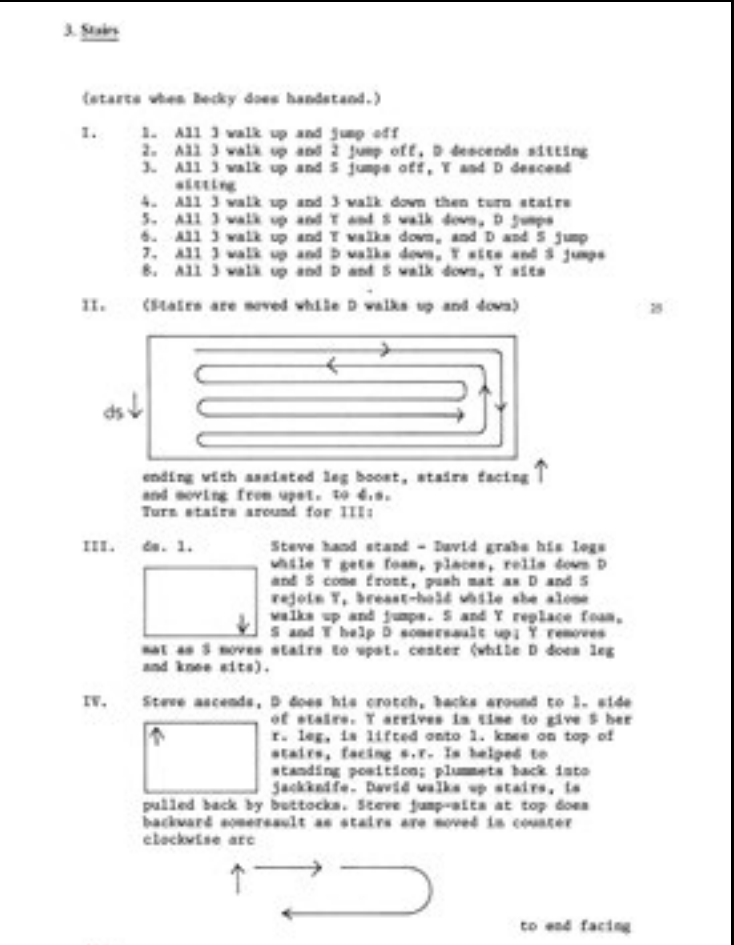 3. Stairs
(starts when Becky does handstand.)
I. 1. All 3 walk up and jump off
2. All 3 walk up and 2 jump off, D descends sitting
3. All 3 walk up and S jumps off, Y and D descend
sitting
4. All 3 walk up and 3 walk down then turn stairs
5. All 3 walk up and Y and S walk down, D jumps
6. All 3 walk up and Y walks down, and D and S jump
7. All 3 walk up and D walks down, Y sits and S jumps
8. All 3 walk up and D and S walk down, Y sits
II. (Stairs are moved while D walks up and down)
ds
ending with assisted leg boost, stairs facing
and moving from upst. to d.s.
Turn stairs around for III:
III. ds. l. Steve hand stand - David grabs his legs
while Y gets foam, places, rolls down D
and S come front, push mat as D and S
rejoin Y, breast-hold while she alone
walks up and jumps. S and Y replace foam,
S and Y help D somersault up; Y removes
mat as S moves stairs to upst. center (while D does leg
and knee sits).
IV. Steve ascends, D does his crotch, backs around to l. side
of stairs. Y arrives in time to give S her
r. leg, is lifted onto l. knee on top of
stairs, facing s.r. Is helped to
standing position; plummets back into
jackknife. David walks up stairs, is
pulled back by buttocks. Steve jump-sits at top does
backward somersault as stairs are moved in counter
clockwise arc
to end facing